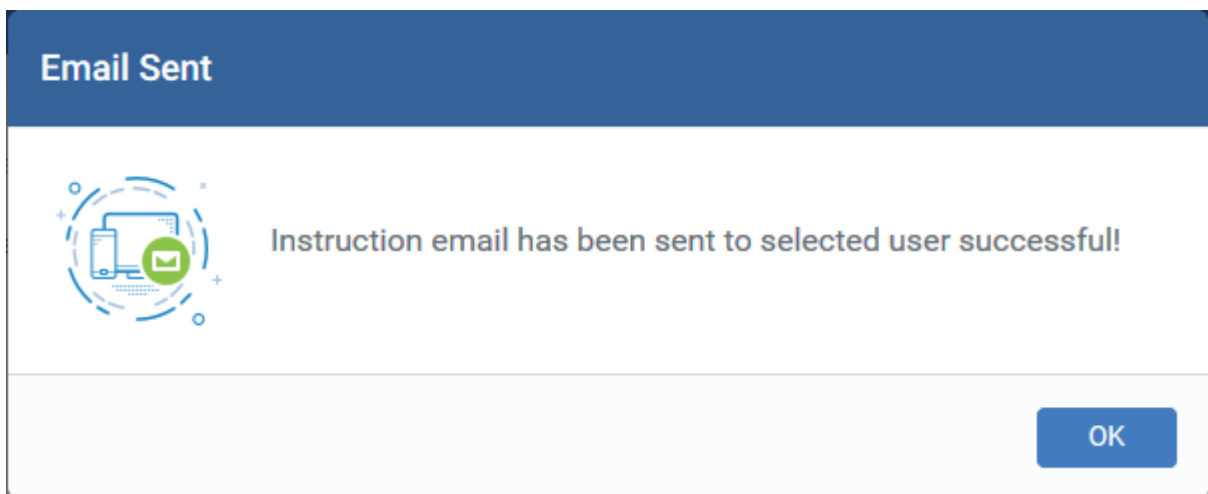 Email Sent
Instruction email has been sent to selected user successful!
OK